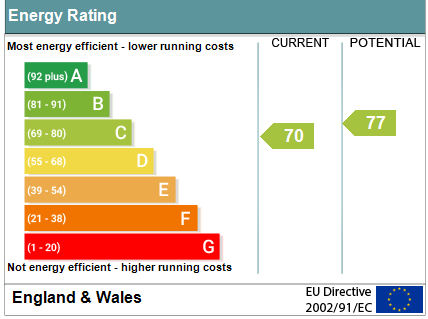 Energy Rating
CURRENT POTENTIAL
Most energy efficient - lower running costs
(92 plus) A
(81 - 91) B
(69 - 80) C
(55 - 68) D
(39 - 54) E
(21 - 38) F
(1 - 20) G
70
77
Not energy efficient - higher running costs
England & Wales
EU Directive
2002/91/EC